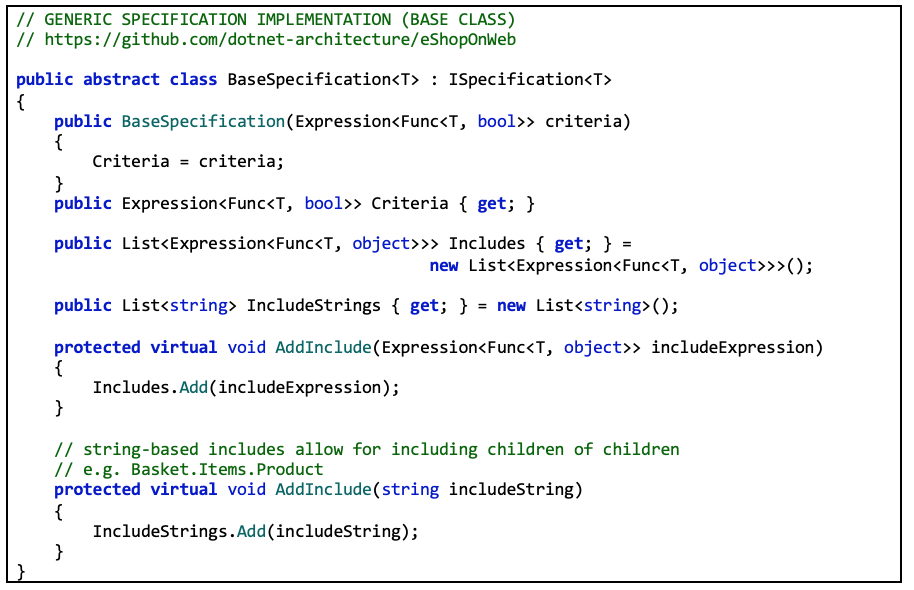 // GENERIC SPECIFICATION IMPLEMENTATION (BASE CLASS)
// https://github.com/dotnet-architecture/eShopOnWeb

public abstract class BaseSpecification<T> : ISpecification<T>
{
    public BaseSpecification(Expression<Func<T, bool>> criteria)
    {
        Criteria = criteria;
    }
    public Expression<Func<T, bool>> Criteria { get; }

    public List<Expression<Func<T, object>>> Includes { get; } =
                                           new List<Expression<Func<T, object>>>();

    public List<string> IncludeStrings { get; } = new List<string>();

    protected virtual void AddInclude(Expression<Func<T, object>> includeExpression)
    {
        Includes.Add(includeExpression);
    }

    // string-based includes allow for including children of children
    // e.g. Basket.Items.Product
    protected virtual void AddInclude(string includeString)
    {
        IncludeStrings.Add(includeString);
    }
}